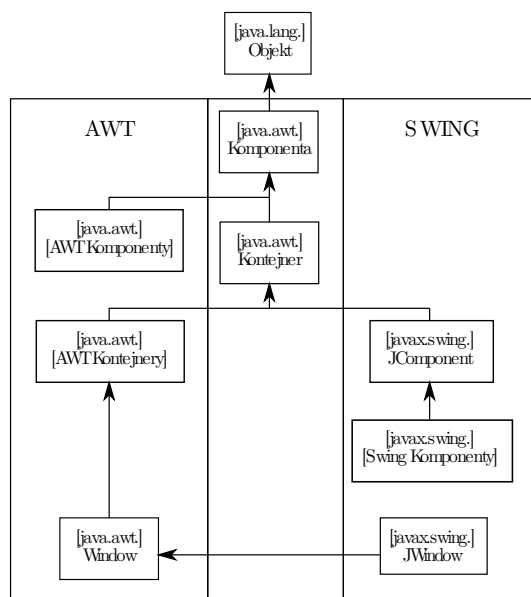 [java.lang.]
Objekt
AWT
SWING
[java.awt.]
Komponenta
[java.awt.]
[AWT Komponenty]
[java.awt.]
Kontejner
[java.awt.]
[AWT Kontejnery]
[javax.swing.]
JComponent
[javax.swing.]
[Swing Komponenty]
[java.awt.]
Window
[javax.swing.]
JWindow